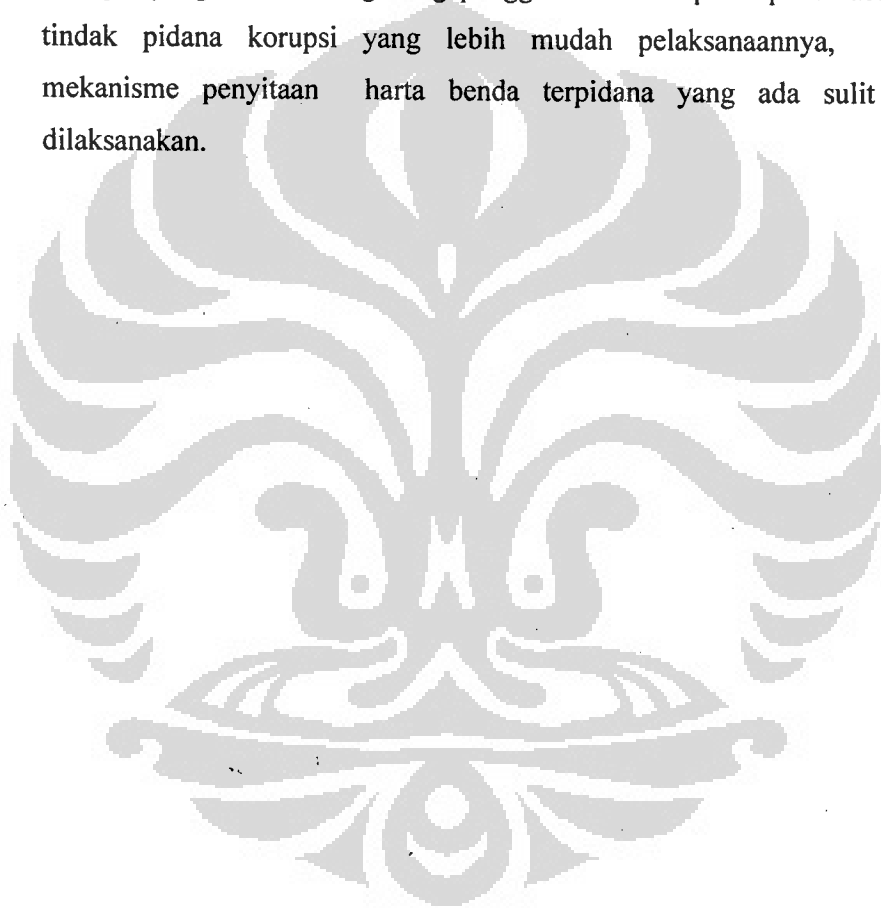 tindak pidana korupsi yang lebih mudah pelaksanaannya,
mekanisme penyitaan harta benda terpidana yang ada sulit
dilaksanakan.